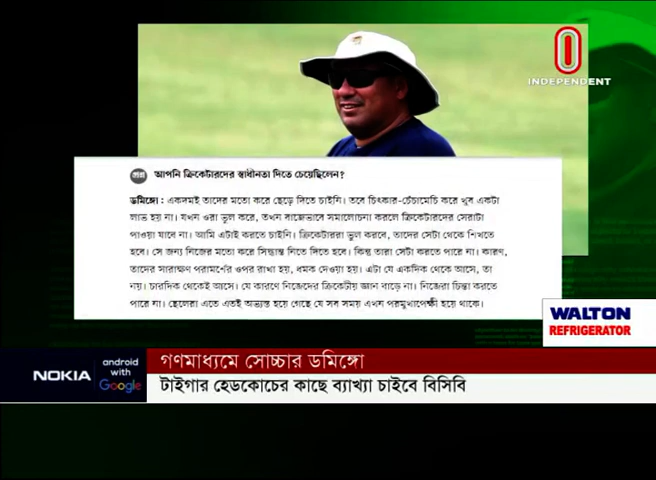 INDEPENDENT
প্রশ্ন আপনি ক্রিকেটারদের স্বাধীনতা দিতে চেয়েছিলেন?
ডমিঙ্গো : একদমই তাদের মতো করে ছেড়ে দিতে চাইনি। তবে চিৎকার-চেঁচামেচি করে খুব একটা
লাভ হয় না। যখন ওরা ভুল করে, তখন বাজেভাবে সমালোচনা করলে ক্রিকেটারদের সেরাটা
পাওয়া যাবে না। আমি এটাই করতে চাইনি। ক্রিকেটাররা ভুল করবে, তাদের সেটা থেকে শিখতে
হবে। সে জন্য নিজের মতো করে সিদ্ধান্ত নিতে দিতে হবে। কিন্তু তারা সেটা করতে পারে না। কারণ,
তাদের সারাক্ষণ পরামর্শের ওপর রাখা হয়, ধমক দেওয়া হয়। এটা যে একদিক থেকে আসে, তা
নয়। চারদিক থেকেই আসে। যে কারণে নিজেদের ক্রিকেটীয় জ্ঞান বাড়ে না। নিজেরা চিন্তা করতে
পারে না। ছেলেরা এতে এতই অভ্যস্ত হয়ে গেছে যে সব সময় এখন পরমুখাপেক্ষী হয়ে থাকে।
WALTON
REFRIGERATOR
NOKIA
android
with
Google
গণমাধ্যমে সোচ্চার ডমিঙ্গো
টাইগার হেডকোচের কাছে ব্যাখ্যা চাইবে বিসিবি